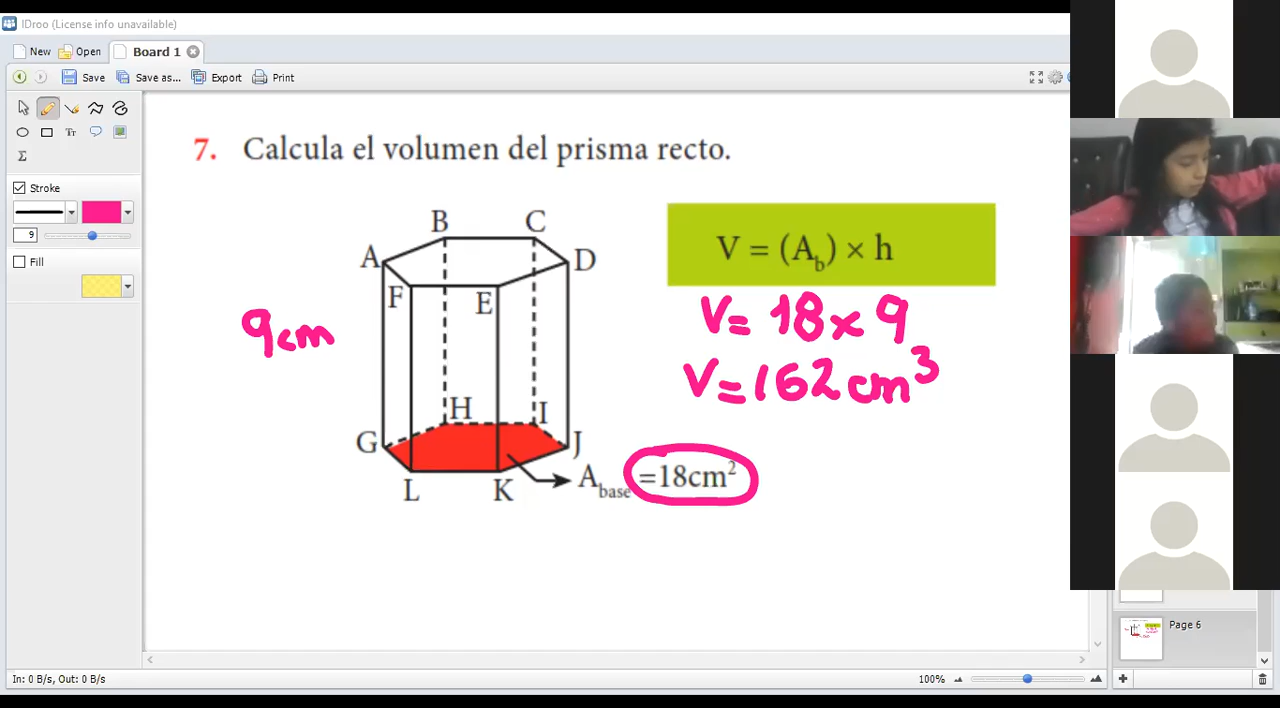 IDroo (License info unavailable)
New Open Board 1
Save Save as... Export Print
Tt
Σ
Stroke
9
Fill
7. Calcula el volumen del prisma recto.
B C
A D
F E
V = (Ab) × h
9cm
V= 18 x 9
V= 162 cm³
H I
G J
L K
Abase =18cm²
Page 6
In: 0 B/s, Out: 0 B/s
100%